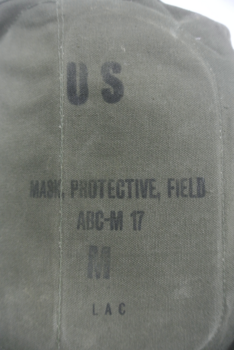 US
MASK, PROTECTIVE, FIELD
ABC-M 17
M
LAC